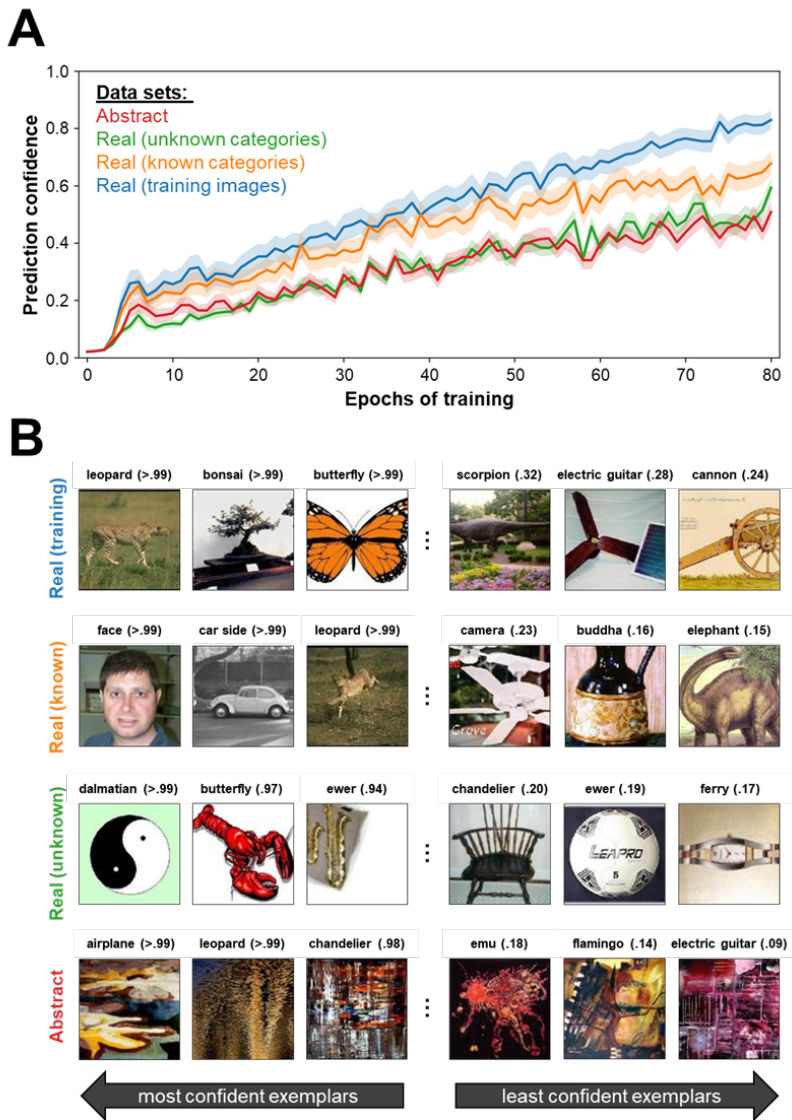 A
1.0
0.8
0.6
0.4
0.2
0.0
Prediction confidence
Data sets:
Abstract
Real (unknown categories)
Real (known categories)
Real (training images)
0 10 20 30 40 50 60 70 80
Epochs of training
B
Real (training)
leopard (>.99) bonsai (>.99) butterfly (>.99) ... scorpion (.32) electric guitar (.28) cannon (.24)
Real (known)
face (>.99) car side (>.99) leopard (>.99) ... camera (.23) buddha (.16) elephant (.15)
Grove
Real (unknown)
dalmatian (>.99) butterfly (.97) ewer (.94) ... chandelier (.20) ewer (.19) ferry (.17)
LEAPRO
5
Abstract
airplane (>.99) leopard (>.99) chandelier (.98) ... emu (.18) flamingo (.14) electric guitar (.09)
most confident exemplars least confident exemplars